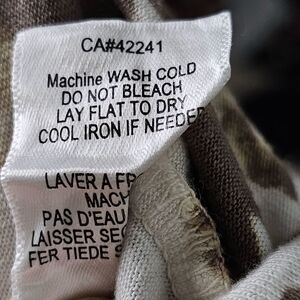 CA#42241
Machine WASH COLD
DO NOT BLEACH
LAY FLAT TO DRY
COOL IRON IF NEEDED
LAVER A
PAS D'EAU
LAISSER
FER TIEDE